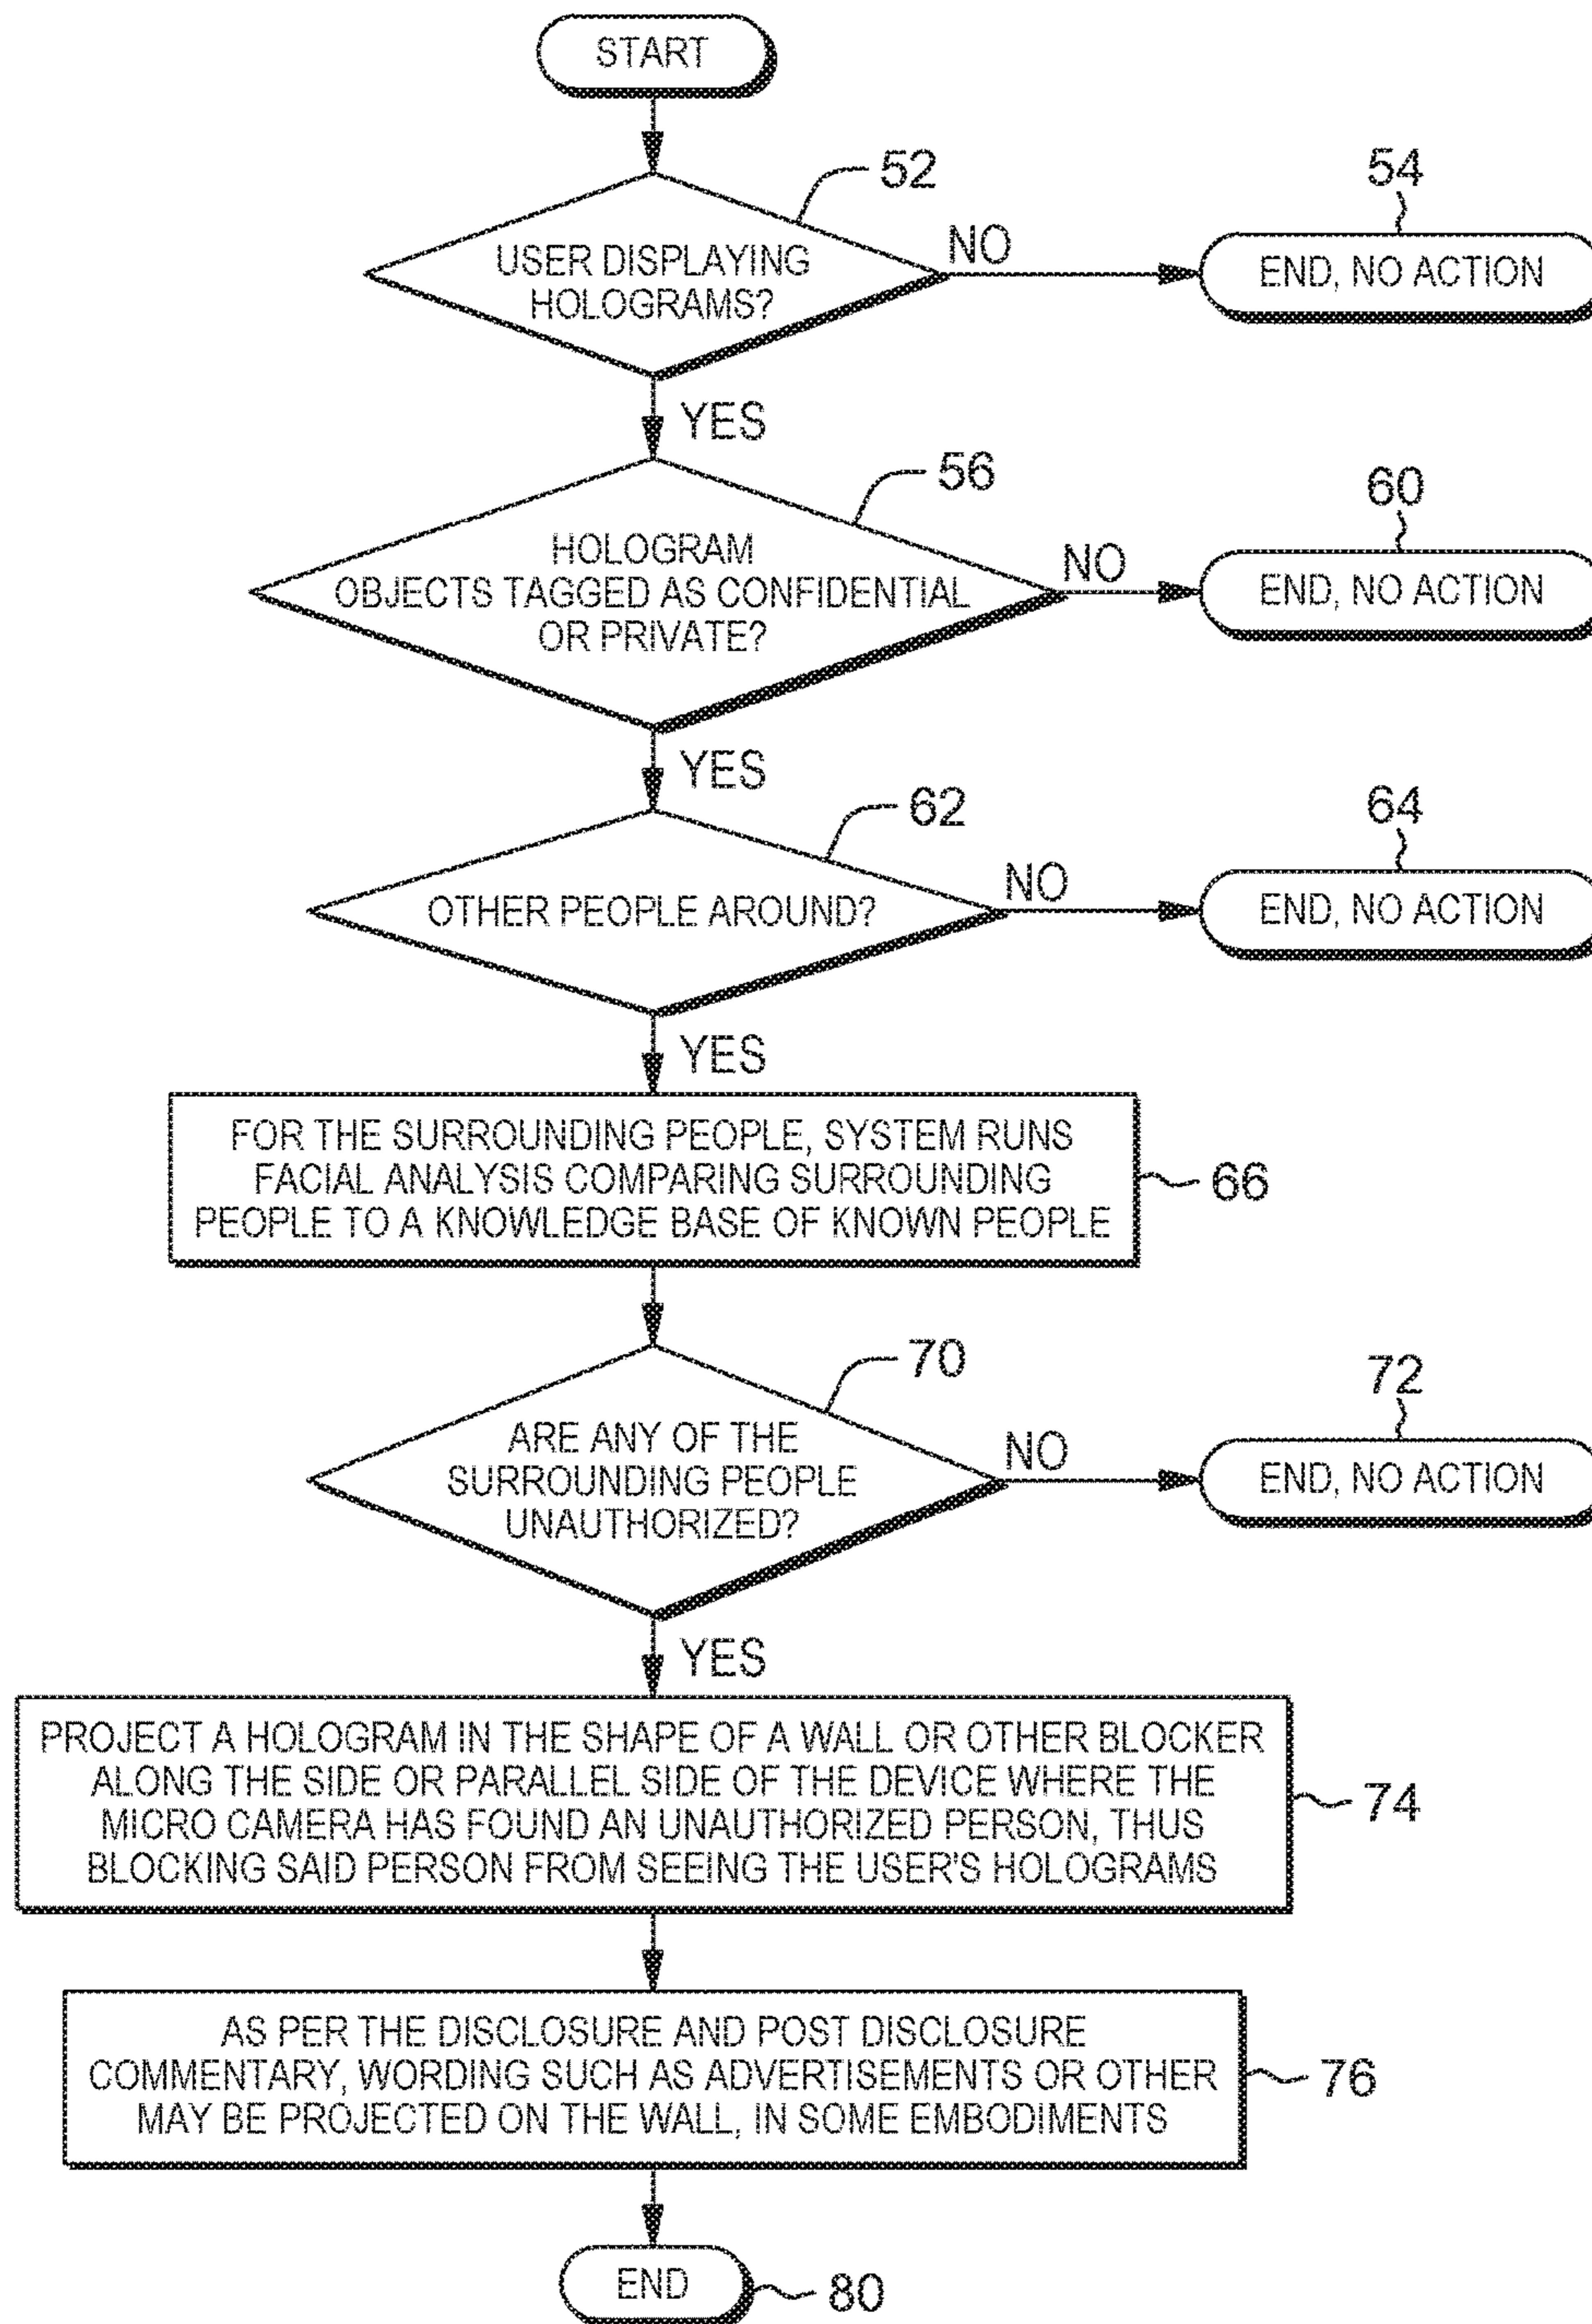 START
52
USER DISPLAYING
HOLOGRAMS?
NO
54
END, NO ACTION
YES
56
HOLOGRAM
OBJECTS TAGGED AS CONFIDENTIAL
OR PRIVATE?
NO
60
END, NO ACTION
YES
62
OTHER PEOPLE AROUND?
NO
64
END, NO ACTION
YES
FOR THE SURROUNDING PEOPLE, SYSTEM RUNS
FACIAL ANALYSIS COMPARING SURROUNDING
PEOPLE TO A KNOWLEDGE BASE OF KNOWN PEOPLE
66
70
ARE ANY OF THE
SURROUNDING PEOPLE
UNAUTHORIZED?
NO
72
END, NO ACTION
YES
PROJECT A HOLOGRAM IN THE SHAPE OF A WALL OR OTHER BLOCKER
ALONG THE SIDE OR PARALLEL SIDE OF THE DEVICE WHERE THE
MICRO CAMERA HAS FOUND AN UNAUTHORIZED PERSON, THUS
BLOCKING SAID PERSON FROM SEEING THE USER'S HOLOGRAMS
74
AS PER THE DISCLOSURE AND POST DISCLOSURE
COMMENTARY, WORDING SUCH AS ADVERTISEMENTS OR OTHER
MAY BE PROJECTED ON THE WALL, IN SOME EMBODIMENTS
76
END
80